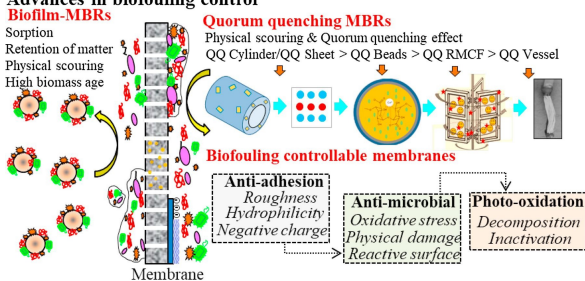 Advances in biofouling control
Biofilm-MBRs
Sorption
Retention of matter
Physical scouring
High biomass age
Quorum quenching MBRs
Physical scouring & Quorum quenching effect
QQ Cylinder/QQ Sheet > QQ Beads > QQ RMCF > QQ Vessel
Biofouling controllable membranes
Anti-adhesion
Roughness
Hydrophilicity
Negative charge
Anti-microbial
Oxidative stress
Physical damage
Reactive surface
Photo-oxidation
Decomposition
Inactivation
Membrane